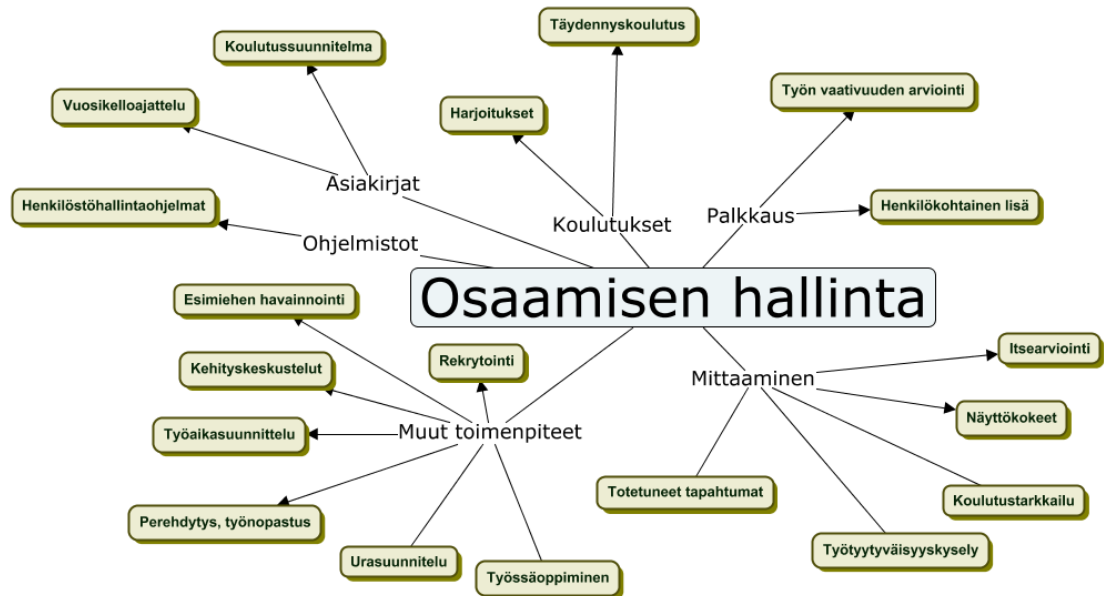 Täydennyskoulutus
Koulutussuunnitelma
Työn vaativuuden arviointi
Vuosikelloajattelu
Harjoitukset
Asiakirjat
Henkilöstöhallintaohjelmat
Henkilökohtainen lisä
Palkkaus
Koulutukset
Ohjelmistot
Osaamisen hallinta
Esimiehen havainnointi
Itsearviointi
Rekrytointi
Kehityskeskustelut
Mittaaminen
Näyttökokeet
Työaikasuunnittelu
Muut toimenpiteet
Totetuneet tapahtumat
Koulutustarkkailu
Perehdytys, työnopastus
Työtyytyväisyyskysely
Urasuunnitelu
Työssäoppiminen